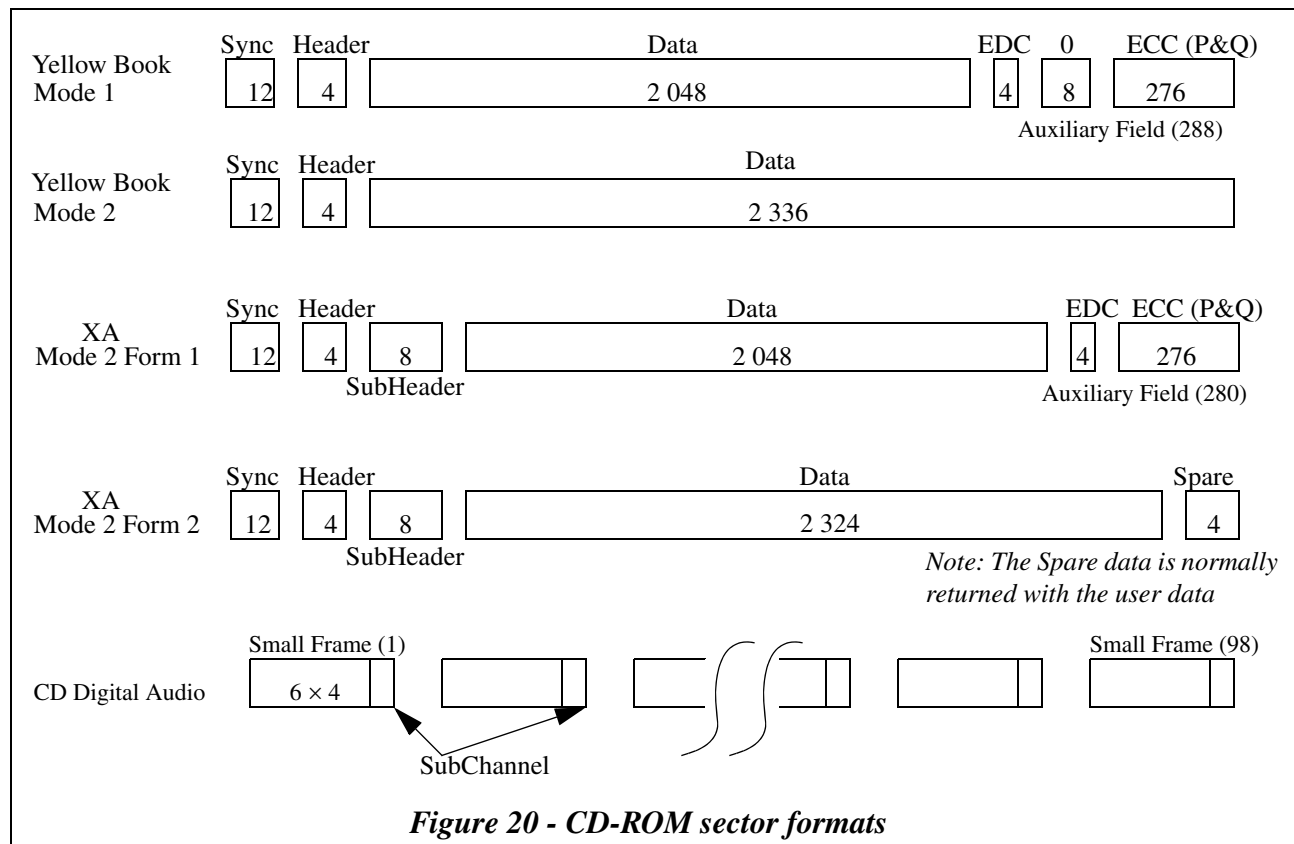 Sync Header Data EDC 0 ECC (P&Q)
Yellow Book
Mode 1
12 4 2 048 4 8 276
Auxiliary Field (288)
Sync Header Data
Yellow Book
Mode 2
12 4 2 336
Sync Header Data EDC ECC (P&Q)
XA
Mode 2 Form 1
12 4 8 2 048 4 276
SubHeader
Auxiliary Field (280)
Sync Header Data Spare
XA
Mode 2 Form 2
12 4 8 2 324 4
SubHeader
Note: The Spare data is normally
returned with the user data
Small Frame (1) Small Frame (98)
CD Digital Audio 6 × 4
SubChannel
Figure 20 - CD-ROM sector formats